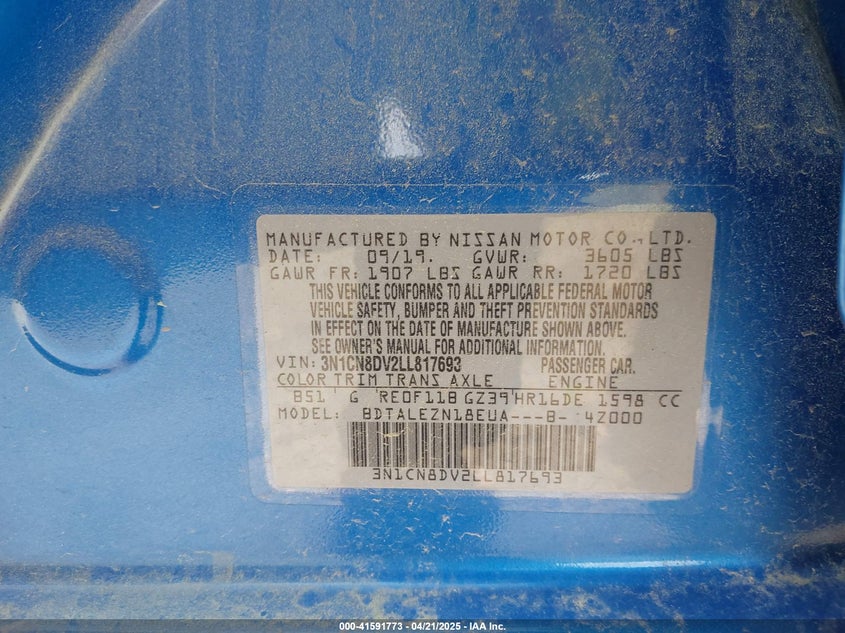 MANUFACTURED BY NISSAN MOTOR CO., LTD.
DATE: 09/19. GVWR: 3605 LBS
GAWR FR: 1907 LBS GAWR RR: 1720 LBS
THIS VEHICLE CONFORMS TO ALL APPLICABLE FEDERAL MOTOR
VEHICLE SAFETY, BUMPER AND THEFT PREVENTION STANDARDS
IN EFFECT ON THE DATE OF MANUFACTURE SHOWN ABOVE.
SEE OWNER'S MANUAL FOR ADDITIONAL INFORMATION.
VIN: 3N1CN8DV2LL817693 PASSENGER CAR.
COLOR TRIM TRANS AXLE ENGINE
B51 G RE0F11B GZ39 HR16DE 1598 CC
MODEL: BDTALEZN18EUA---B- 4Z000
3N1CN8DV2LL817693
000-41591773 - 04/21/2025 - IAA Inc.